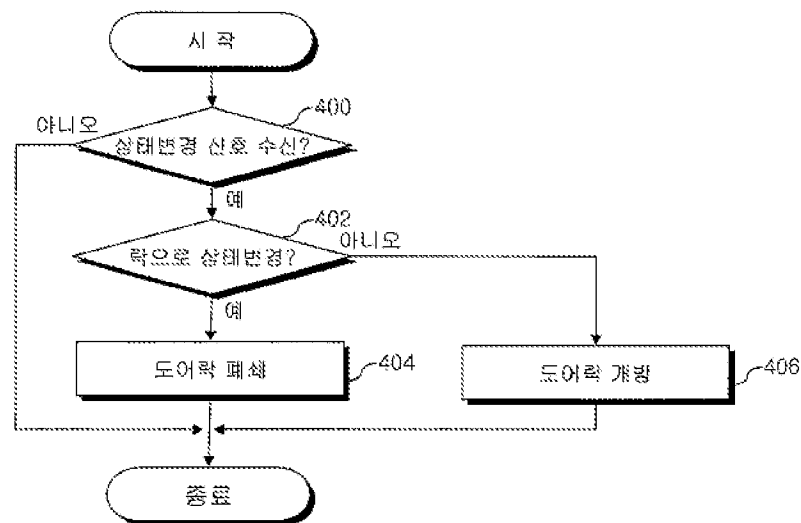 시 작
400
아니오
상태변경 신호 수신?
예
402
락으로 상태변경?
아니오
예
도어락 폐쇄
404
도어락 개방
406
종료